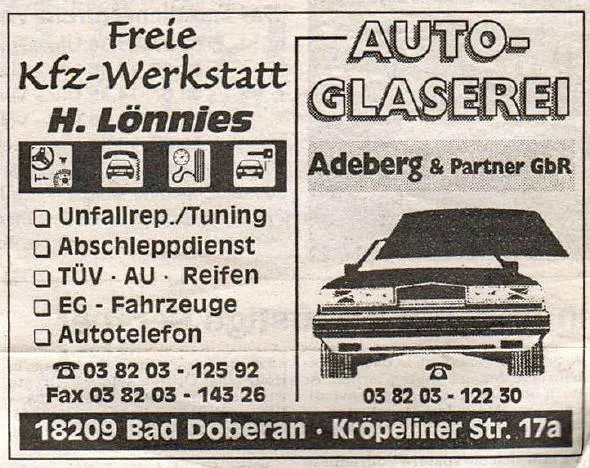 Freie
Kfz-Werkstatt
H. Lönnies
❑ Unfallrep./Tuning
❑ Abschleppdienst
❑ TÜV · AU · Reifen
❑ EG - Fahrzeuge
❑ Autotelefon
☎ 03 82 03 - 125 92
Fax 03 82 03 - 143 26
AUTO-
GLASEREI
Adeberg & Partner GbR
☎
03 82 03 - 122 30
18209 Bad Doberan · Kröpeliner Str. 17a